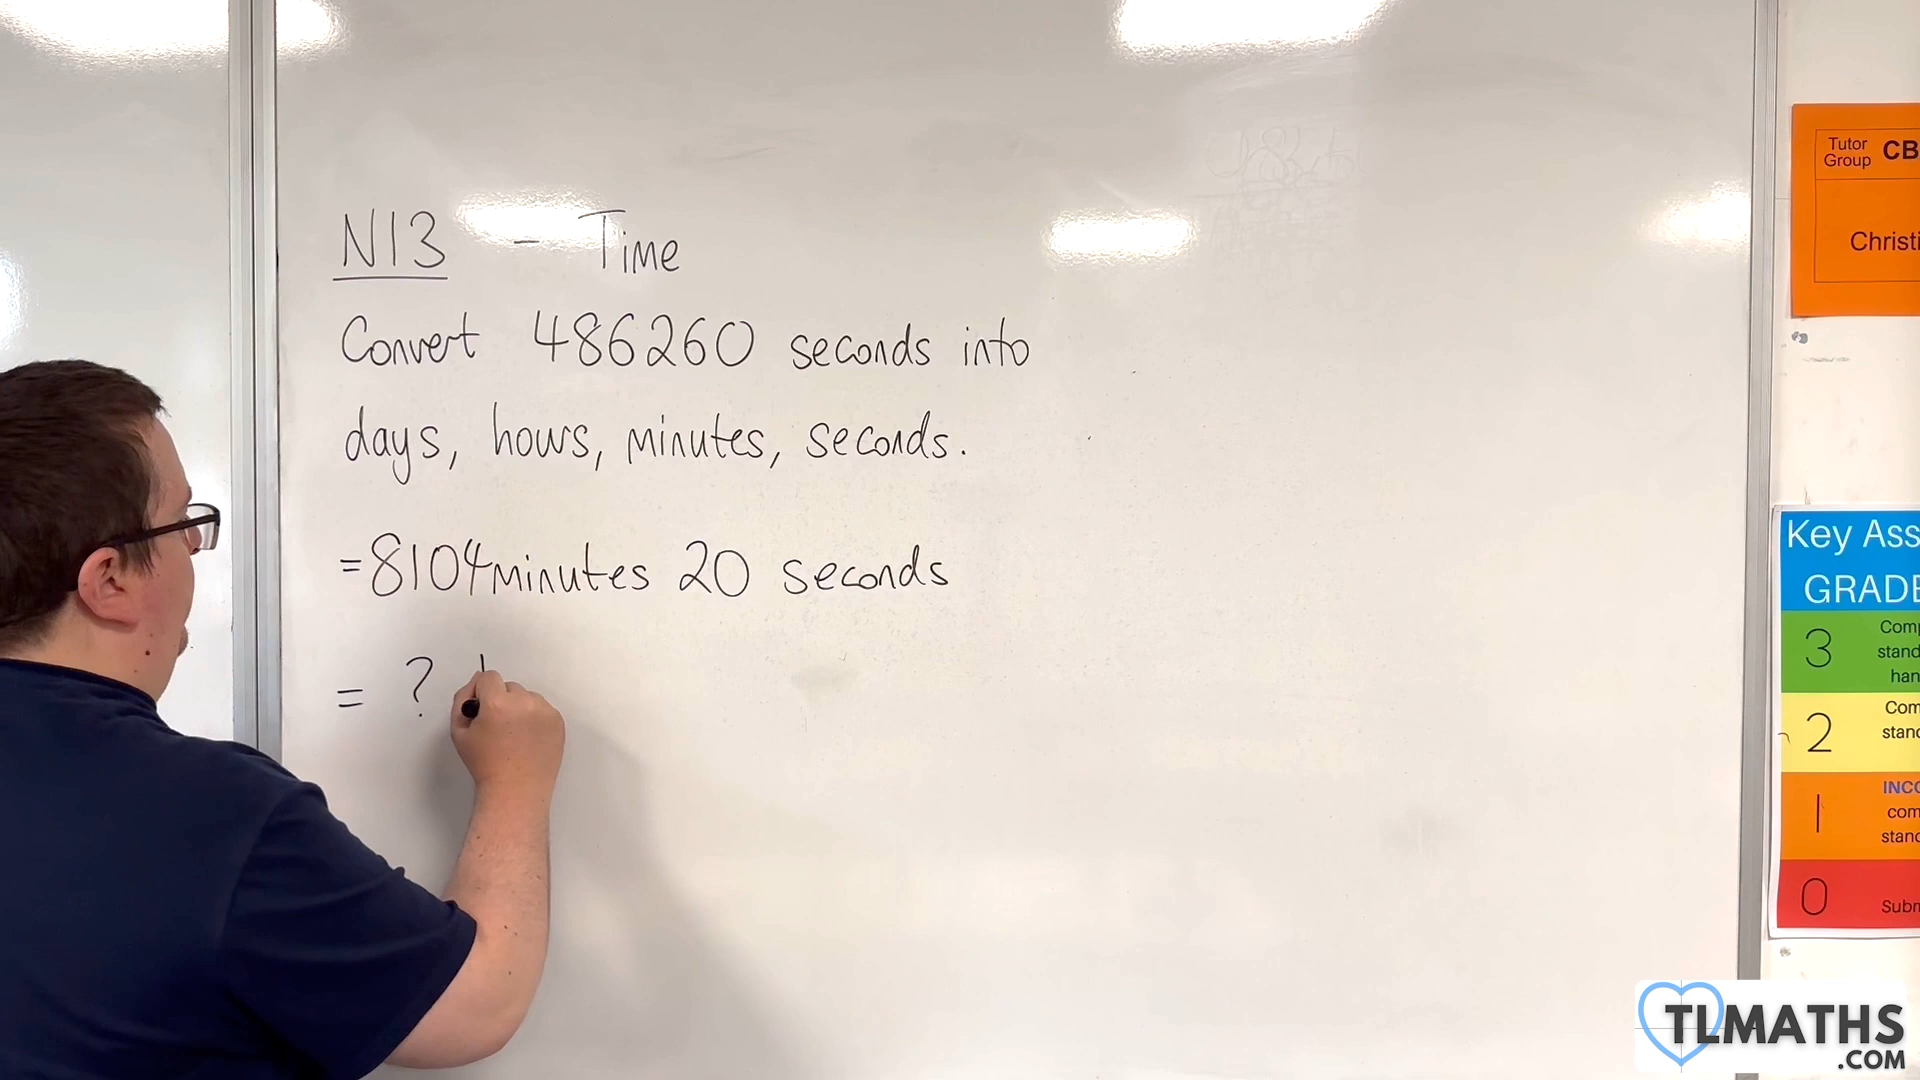 N13 - Time
Convert 486260 seconds into
days, hours, minutes, seconds.
=8104minutes 20 seconds
= ?
Tutor
Group CB
Christi
Key Ass
GRADE
3 Comp
stand
han
2 Com
stand
1 INCO
com
stand
0 Subm
TLMATHS
.COM